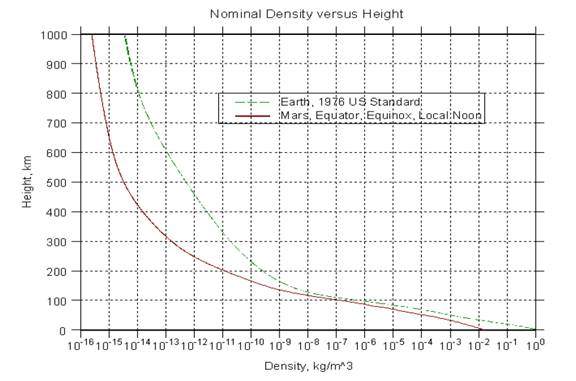 Nominal Density versus Height
1000
900
800
700
600
500
400
300
200
100
0
Height, km
Earth, 1976 US Standard
Mars, Equator, Equinox, Local Noon
10^-16 10^-15 10^-14 10^-13 10^-12 10^-11 10^-10 10^-9 10^-8 10^-7 10^-6 10^-5 10^-4 10^-3 10^-2 10^-1 10^0
Density, kg/m^3